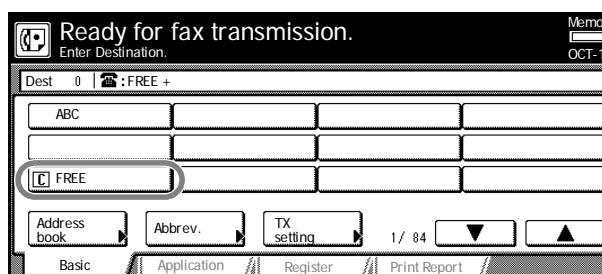 Ready for fax transmission.
Memo
Enter Destination.
OCT-1
Dest 0 ☎:FREE +
ABC
C FREE
Address book
Abbrev.
TX setting
1/ 84 ▼ ▲
Basic Application Register Print Report